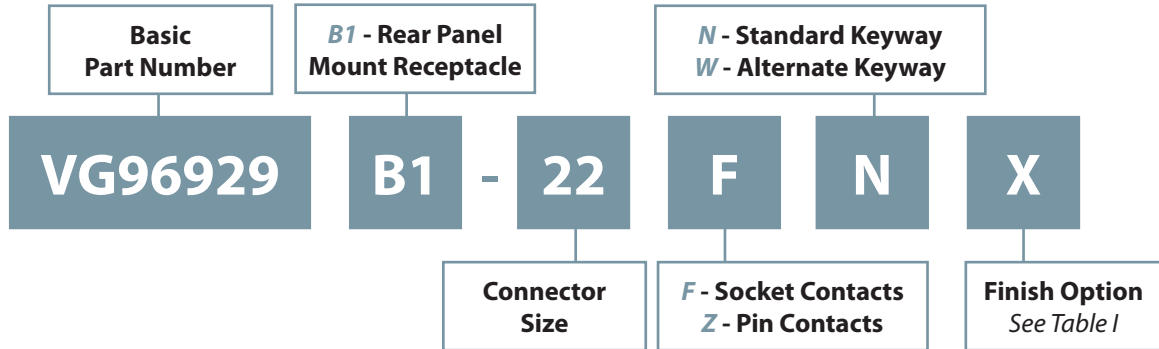 Basic
Part Number
B1 - Rear Panel
Mount Receptacle
N - Standard Keyway
W - Alternate Keyway
VG96929 B1 - 22 F N X
Connector
Size
F - Socket Contacts
Z - Pin Contacts
Finish Option
See Table I